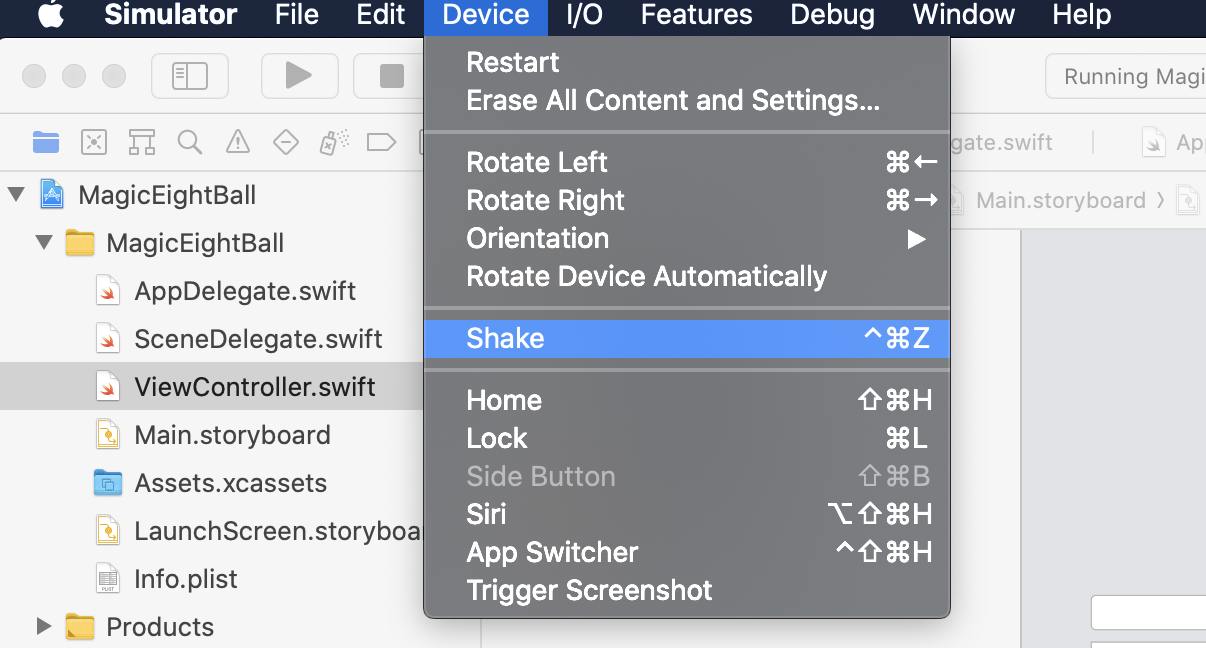 Simulator File Edit Device I/O Features Debug Window Help
Restart
Erase All Content and Settings...
Rotate Left ⌘←
Rotate Right ⌘→
Orientation ▶
Rotate Device Automatically
Shake ^⌘Z
Home ⇧⌘H
Lock ⌘L
Side Button ⇧⌘B
Siri ⌥⇧⌘H
App Switcher ^⇧⌘H
Trigger Screenshot
Running Magi
gate.swift
App
Main.storyboard 〉
MagicEightBall
MagicEightBall
AppDelegate.swift
SceneDelegate.swift
ViewController.swift
Main.storyboard
Assets.xcassets
LaunchScreen.storyboar
Info.plist
PLIST
Products